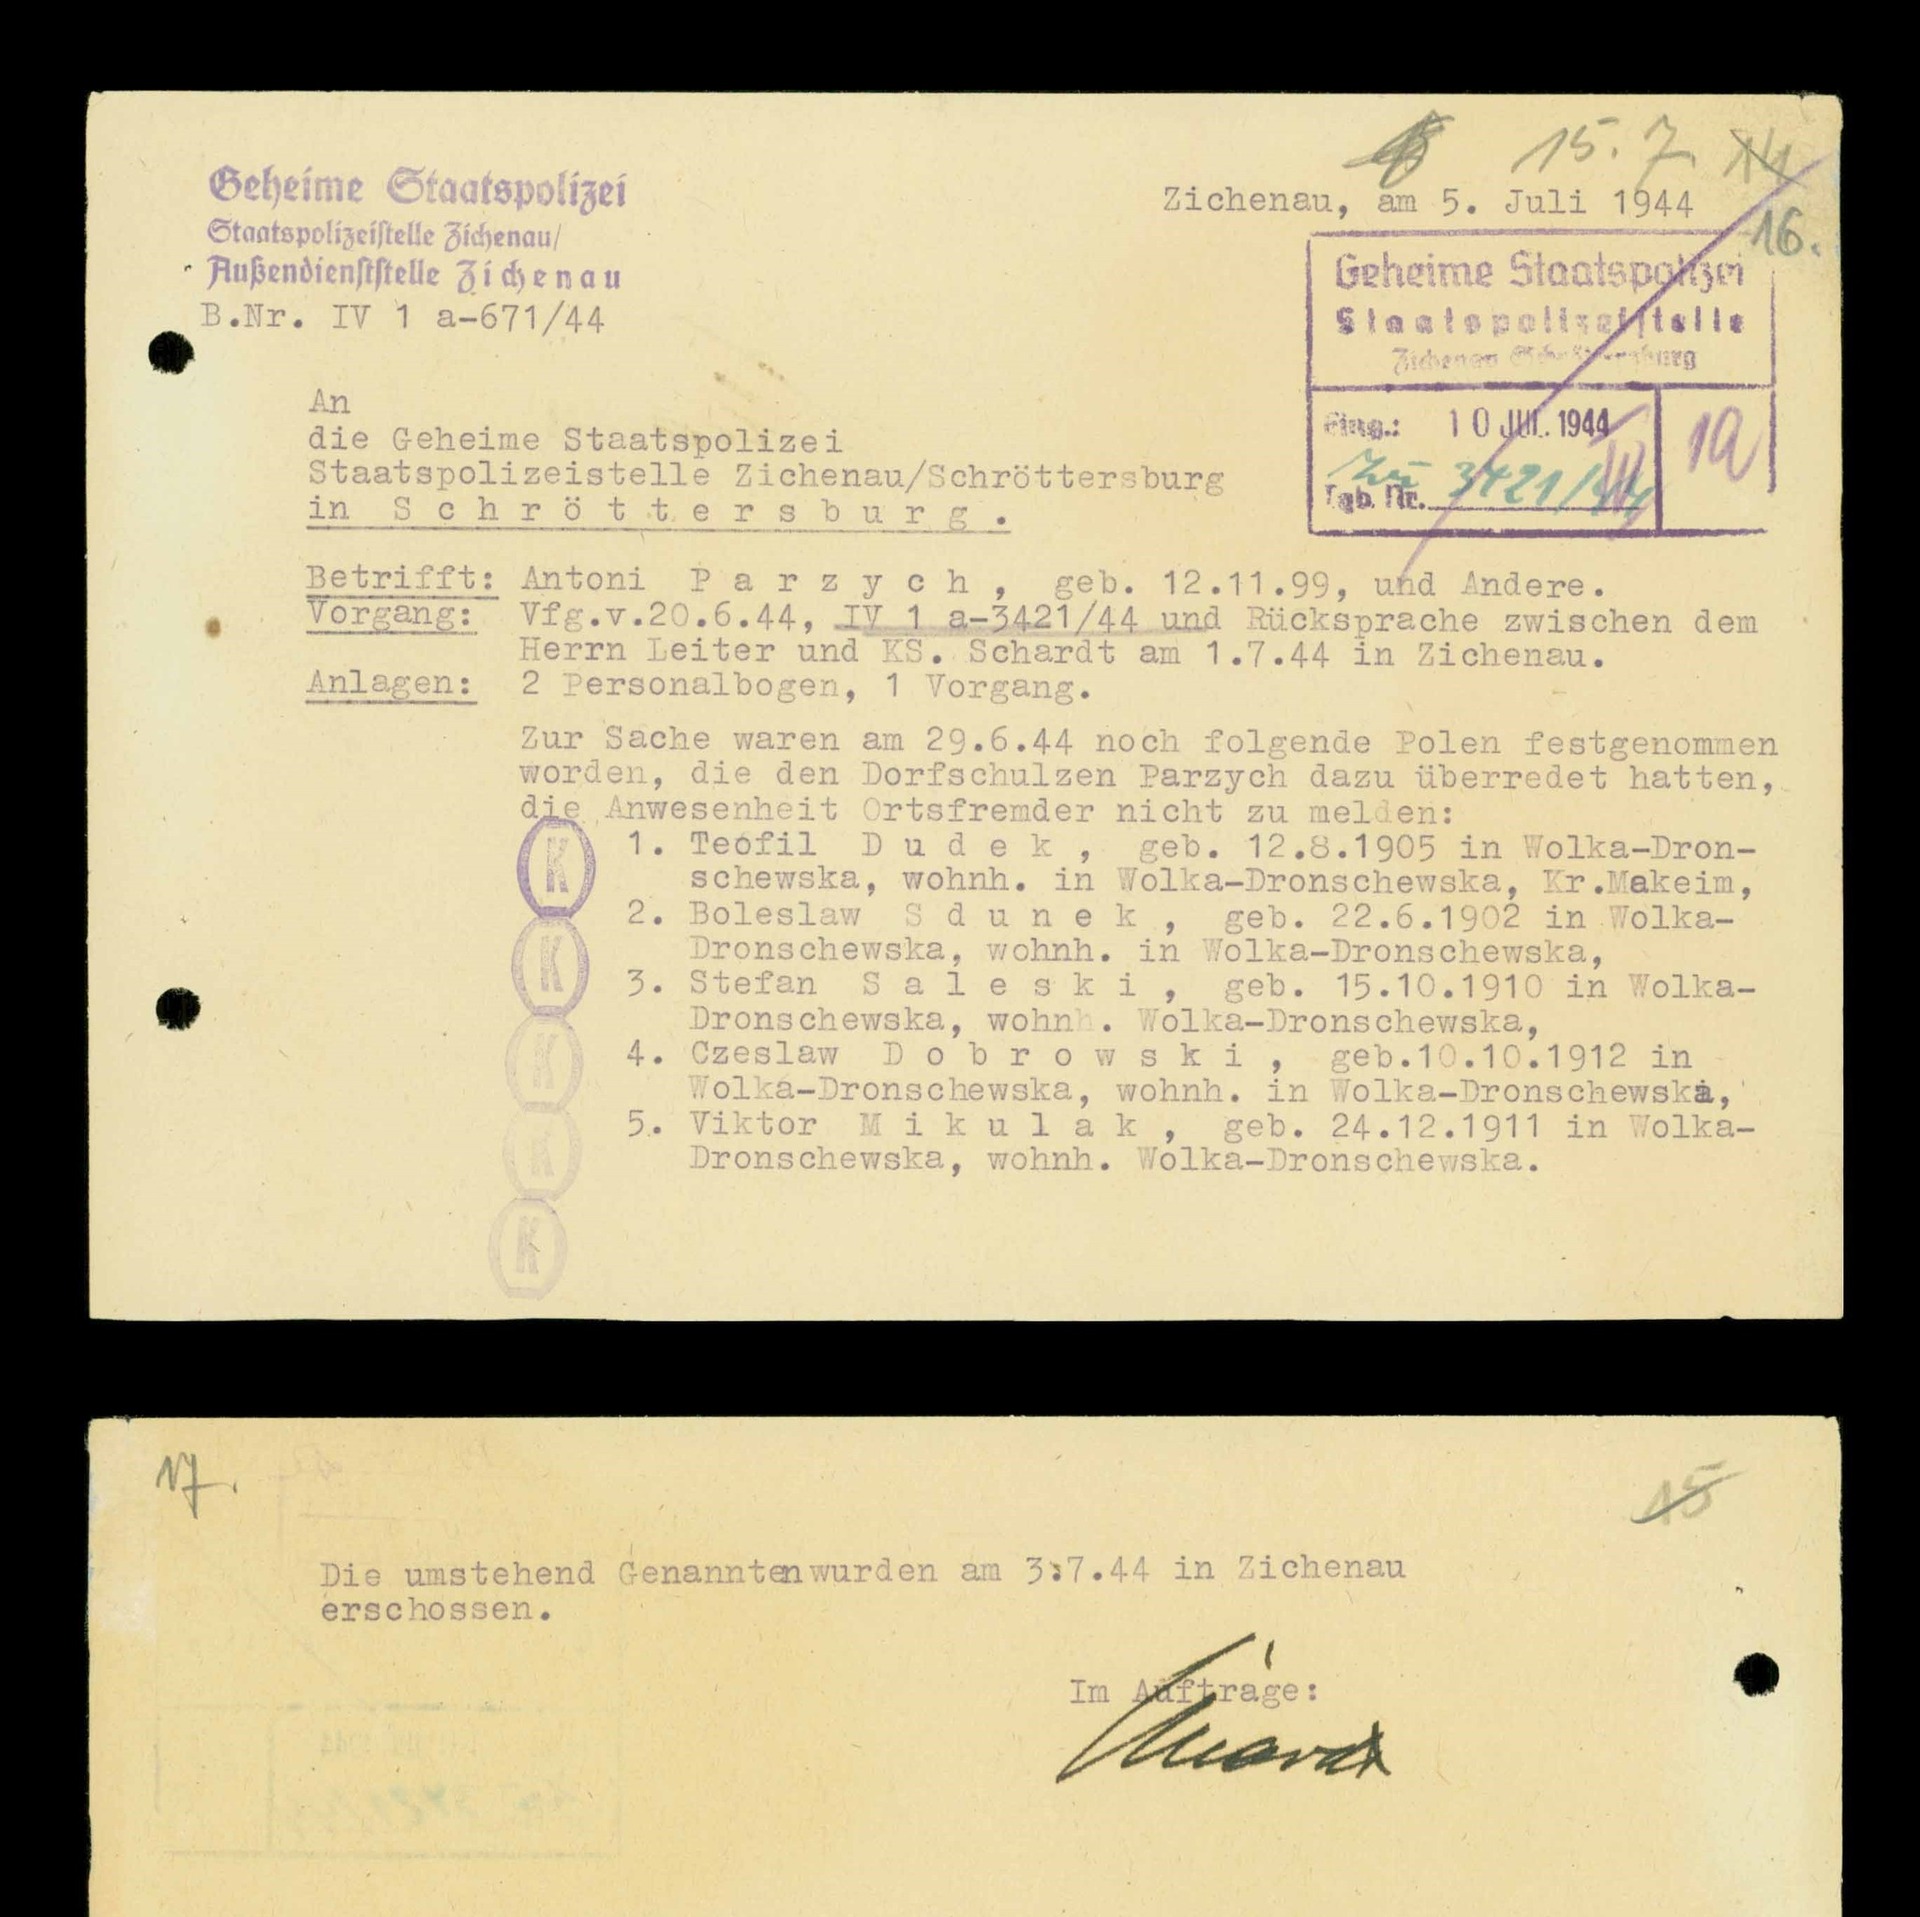 15. 7. 14
Geheime Staatspolizei
Staatspolizeistelle Zichenau/
Außendienststelle Zichenau
B.Nr. IV 1 a-671/44
Zichenau, am 5. Juli 1944
16.
Geheime Staatspolizei
Staatspolizeistelle
Zichenau Schröttersburg
Eing.: 10 JUL. 1944
zu 3421/44
Tgb. Nr.
1a
An
die Geheime Staatspolizei
Staatspolizeistelle Zichenau/Schröttersburg
in S c h r ö t t e r s b u r g .
Betrifft: Antoni P a r z y c h , geb. 12.11.99, und Andere.
Vorgang: Vfg.v.20.6.44, IV 1 a-3421/44 und Rücksprache zwischen dem
Herrn Leiter und KS. Schardt am 1.7.44 in Zichenau.
Anlagen: 2 Personalbogen, 1 Vorgang.
Zur Sache waren am 29.6.44 noch folgende Polen festgenommen
worden, die den Dorfschulzen Parzych dazu überredet hatten,
die Anwesenheit Ortsfremder nicht zu melden:
K 1. Teofil D u d e k , geb. 12.8.1905 in Wolka-Dron-
schewska, wohnh. in Wolka-Dronschewska, Kr.Makeim,
K 2. Boleslaw S d u n e k , geb. 22.6.1902 in Wolka-
Dronschewska, wohnh. in Wolka-Dronschewska,
3. Stefan S a l e s k i , geb. 15.10.1910 in Wolka-
Dronschewska, wohnh. Wolka-Dronschewska,
K 4. Czeslaw D o b r o w s k i , geb.10.10.1912 in
Wolka-Dronschewska, wohnh. in Wolka-Dronschewska,
K 5. Viktor M i k u l a k , geb. 24.12.1911 in Wolka-
Dronschewska, wohnh. Wolka-Dronschewska.
K
17.
15
Die umstehend Genannten wurden am 3.7.44 in Zichenau
erschossen.
Im Auftrage: